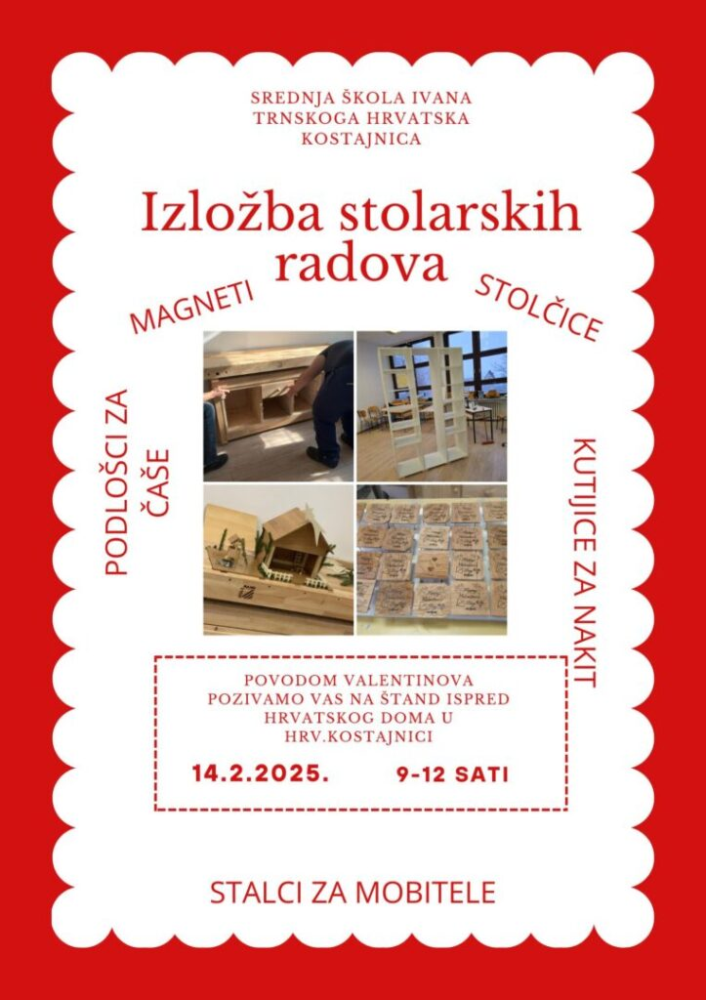 SREDNJA ŠKOLA IVANA
TRNSKOGA HRVATSKA
KOSTAJNICA
Izložba stolarskih
radova
MAGNETI
STOLČICE
PODLOŠCI ZA
ČAŠE
KUTIJICE ZA NAKIT
POVODOM VALENTINOVA
POZIVAMO VAS NA ŠTAND ISPRED
HRVATSKOG DOMA U
HRV.KOSTAJNICI
14.2.2025.
9-12 SATI
STALCI ZA MOBITELE